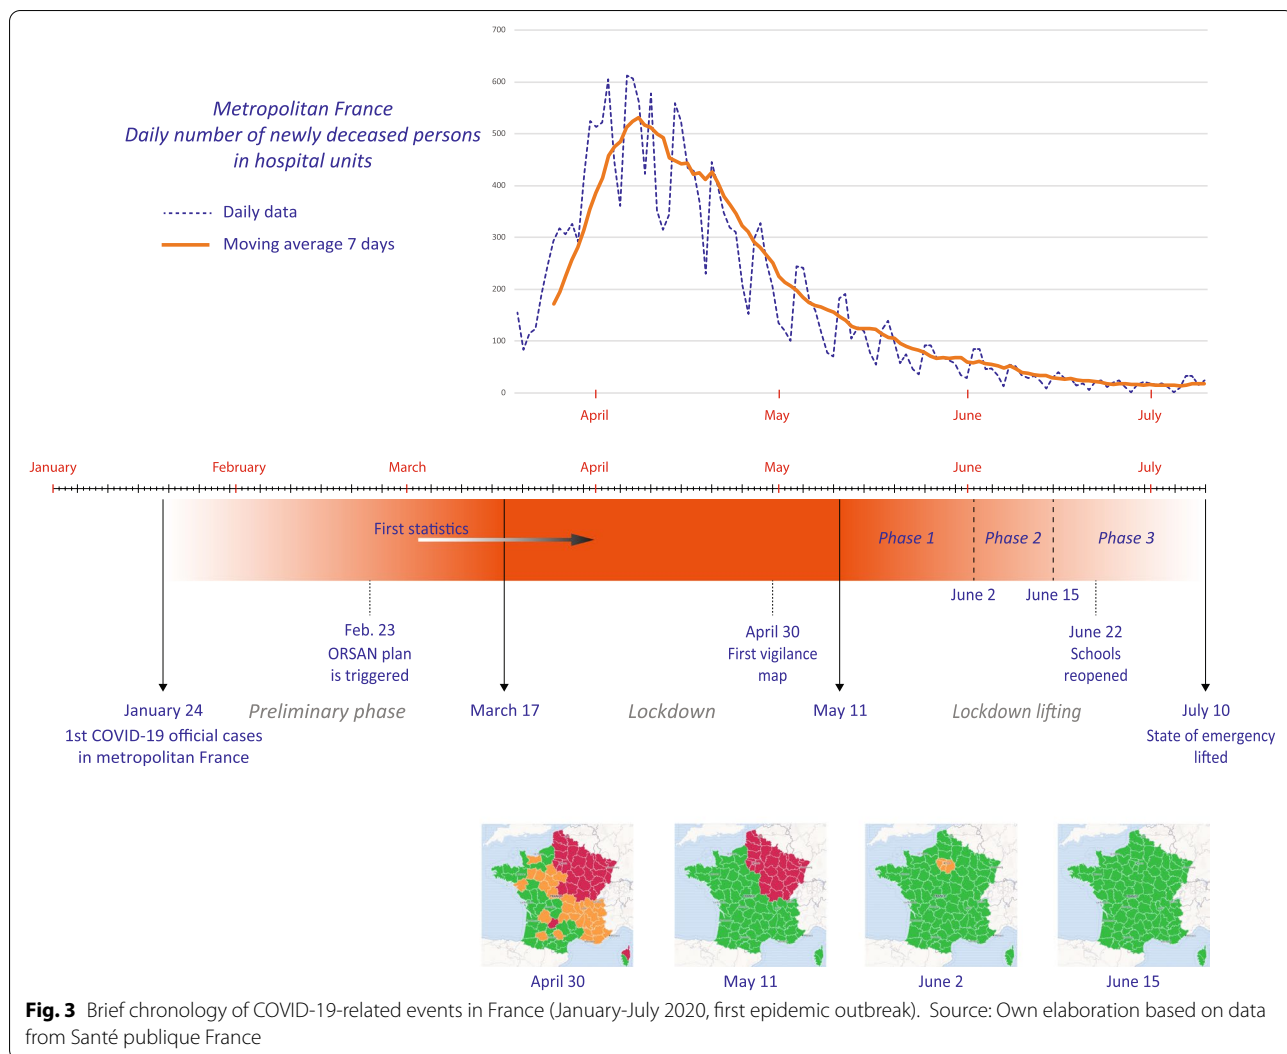 700
600
500
400
300
200
100
0
Metropolitan France
Daily number of newly deceased persons
in hospital units
Daily data
Moving average 7 days
April May June July
January February March April May June July
First statistics
Phase 1 Phase 2 Phase 3
June 2 June 15
Feb. 23
ORSAN plan
is triggered
April 30
First vigilance
map
June 22
Schools
reopened
January 24
1st COVID-19 official cases
in metropolitan France
Preliminary phase
March 17
Lockdown
May 11
Lockdown lifting
July 10
State of emergency
lifted
April 30 May 11 June 2 June 15
Fig. 3 Brief chronology of COVID-19-related events in France (January-July 2020, first epidemic outbreak). Source: Own elaboration based on data
from Santé publique France